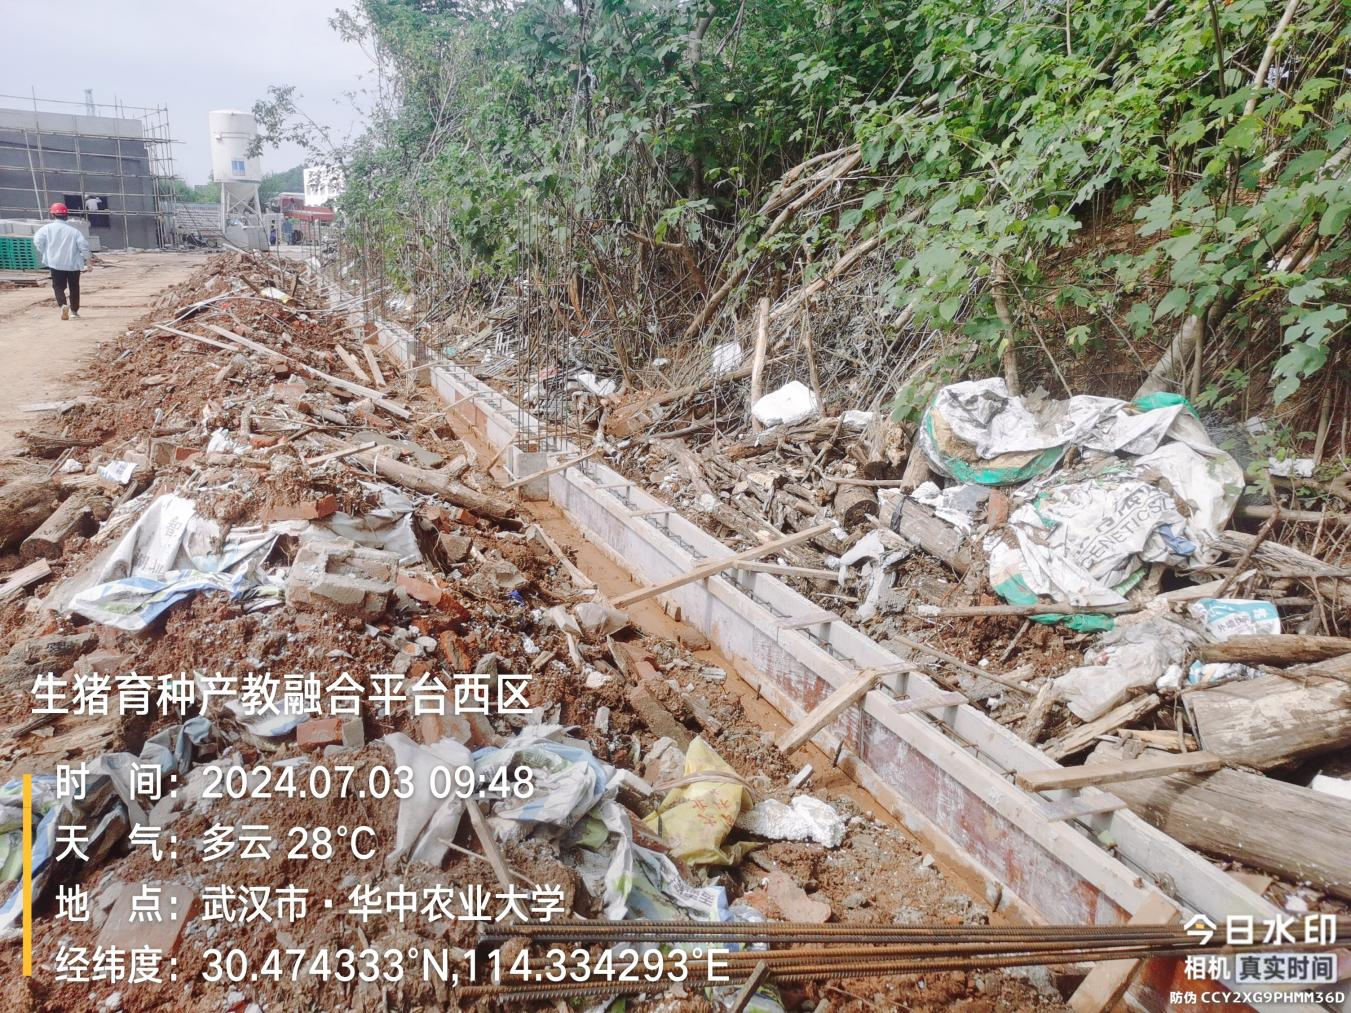 GENETICS
生猪育种产教融合平台西区
时 间：2024.07.03 09:48
天 气：多云 28°C
地 点：武汉市·华中农业大学
经纬度：30.474333°N,114.334293°E
今日水印
相机 真实时间
防伪 CCY2XG9PHMM36D